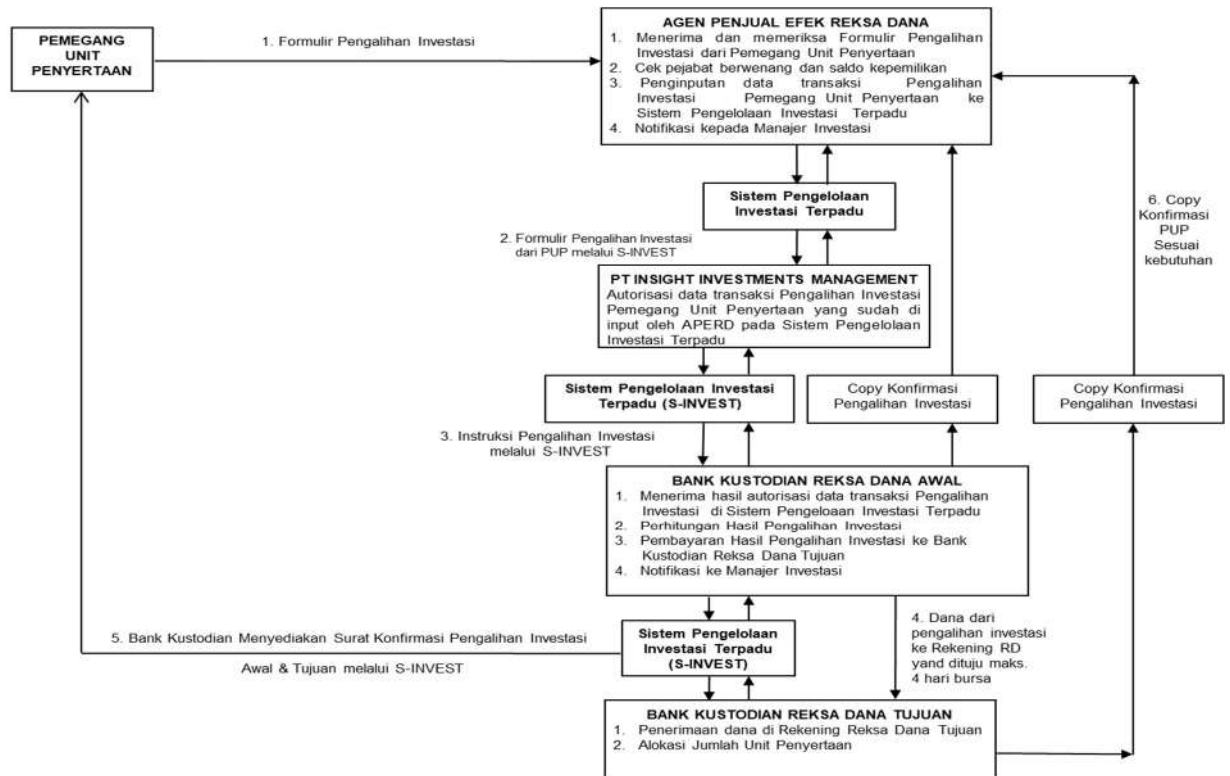 AGEN PENJUAL EFEK REKSA DANA
1. Menerima dan memeriksa Formulir Pengalihan
Investasi dari Pemegang Unit Penyertaan
2. Cek pejabat berwenang dan saldo kepemilikan
3. Penginputan data transaksi Pengalihan
Investasi Pemegang Unit Penyertaan ke
Sistem Pengelolaan Investasi Terpadu
4. Notifikasi kepada Manajer Investasi
PEMEGANG
UNIT
PENYERTAAN
1. Formulir Pengalihan Investasi
Sistem Pengelolaan
Investasi Terpadu
2. Formulir Pengalihan Investasi
dari PUP melalui S-INVEST
6. Copy
Konfirmasi
PUP
Sesuai
kebutuhan
PT INSIGHT INVESTMENTS MANAGEMENT
Autorisasi data transaksi Pengalihan Investasi
Pemegang Unit Penyertaan yang sudah di
input oleh APERD pada Sistem Pengelolaan
Investasi Terpadu
Sistem Pengelolaan Investasi
Terpadu (S-INVEST)
Copy Konfirmasi
Pengalihan Investasi
Copy Konfirmasi
Pengalihan Investasi
3. Instruksi Pengalihan Investasi
melalui S-INVEST
BANK KUSTODIAN REKSA DANA AWAL
1. Menerima hasil autorisasi data transaksi Pengalihan
Investasi di Sistem Pengeloaan Investasi Terpadu
2. Perhitungan Hasil Pengalihan Investasi
3. Pembayaran Hasil Pengalihan Investasi ke Bank
Kustodian Reksa Dana Tujuan
4. Notifikasi ke Manajer Investasi
5. Bank Kustodian Menyediakan Surat Konfirmasi Pengalihan Investasi
Awal & Tujuan melalui S-INVEST
Sistem Pengelolaan
Investasi Terpadu
(S-INVEST)
4. Dana dari
pengalihan investasi
ke Rekening RD
yand dituju maks.
4 hari bursa
BANK KUSTODIAN REKSA DANA TUJUAN
1. Penerimaan dana di Rekening Reksa Dana Tujuan
2. Alokasi Jumlah Unit Penyertaan